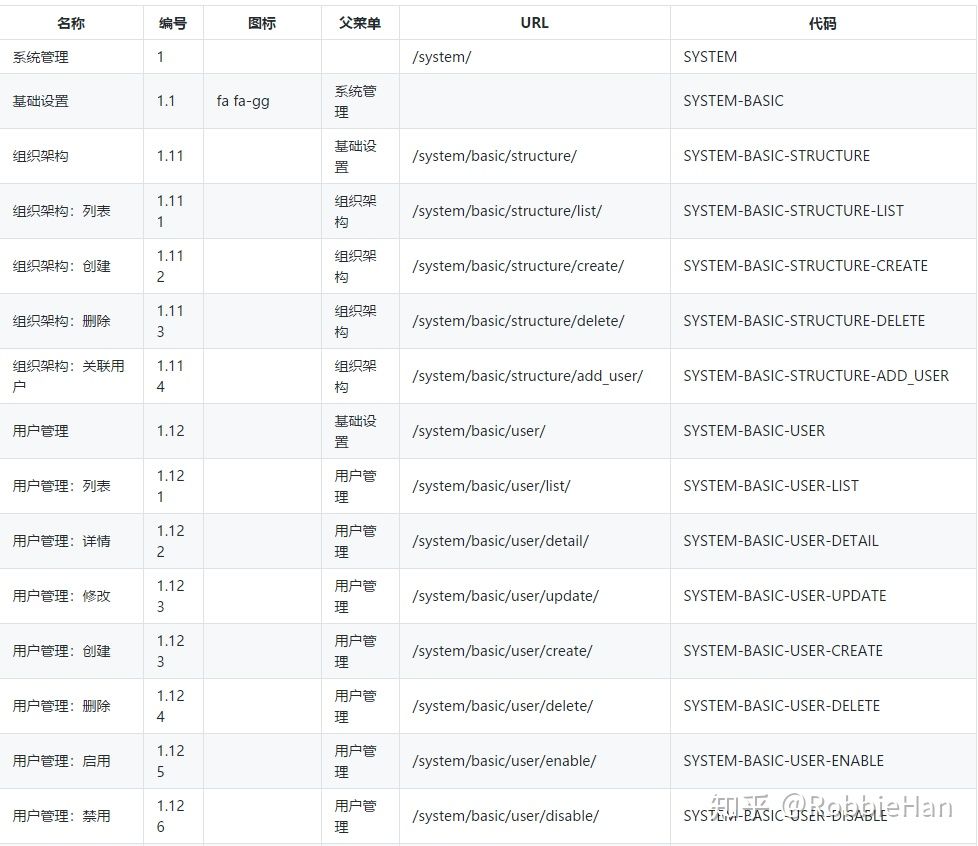 名称 编号 图标 父菜单 URL 代码
系统管理 1 /system/ SYSTEM
基础设置 1.1 fa fa-gg 系统管理 SYSTEM-BASIC
组织架构 1.11 基础设置 /system/basic/structure/ SYSTEM-BASIC-STRUCTURE
组织架构：列表 1.111 组织架构 /system/basic/structure/list/ SYSTEM-BASIC-STRUCTURE-LIST
组织架构：创建 1.112 组织架构 /system/basic/structure/create/ SYSTEM-BASIC-STRUCTURE-CREATE
组织架构：删除 1.113 组织架构 /system/basic/structure/delete/ SYSTEM-BASIC-STRUCTURE-DELETE
组织架构：关联用户 1.114 组织架构 /system/basic/structure/add_user/ SYSTEM-BASIC-STRUCTURE-ADD_USER
用户管理 1.12 基础设置 /system/basic/user/ SYSTEM-BASIC-USER
用户管理：列表 1.121 用户管理 /system/basic/user/list/ SYSTEM-BASIC-USER-LIST
用户管理：详情 1.122 用户管理 /system/basic/user/detail/ SYSTEM-BASIC-USER-DETAIL
用户管理：修改 1.123 用户管理 /system/basic/user/update/ SYSTEM-BASIC-USER-UPDATE
用户管理：创建 1.123 用户管理 /system/basic/user/create/ SYSTEM-BASIC-USER-CREATE
用户管理：删除 1.124 用户管理 /system/basic/user/delete/ SYSTEM-BASIC-USER-DELETE
用户管理：启用 1.125 用户管理 /system/basic/user/enable/ SYSTEM-BASIC-USER-ENABLE
用户管理：禁用 1.126 用户管理 /system/basic/user/disable/ SYSTEM-BASIC-USER-DISABLE
知乎 @RobbieHan